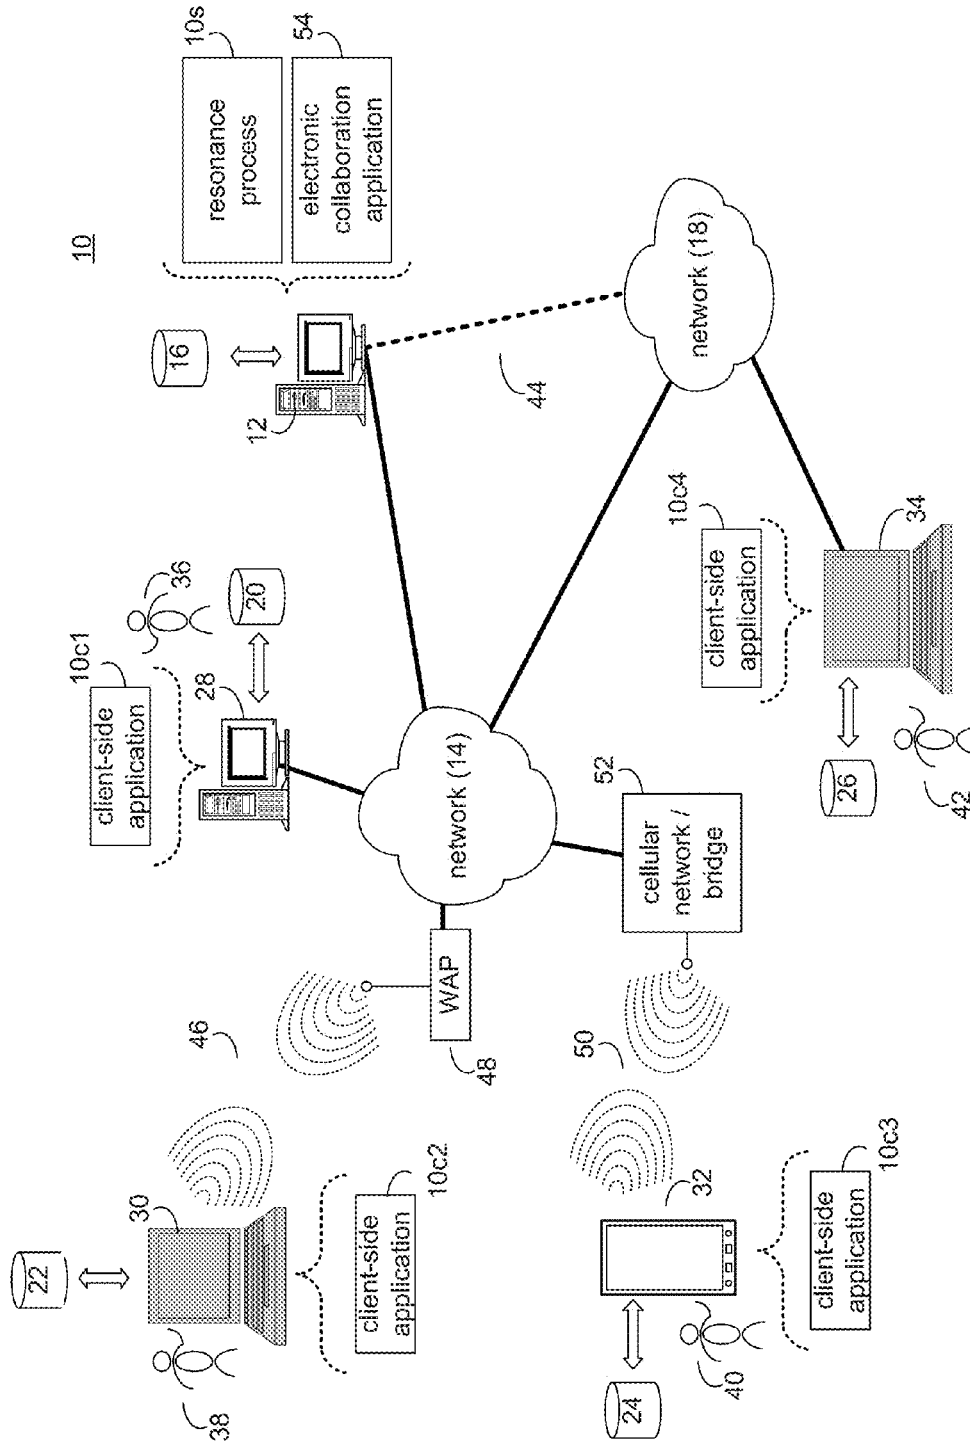 10
10s
resonance
process
54
electronic
collaboration
application
16
12
10c1
client-side
application
36
28
20
22
30
38
46
client-side
application
10c2
WAP
48
network (14)
44
50
52
cellular
network /
bridge
network (18)
24
32
40
client-side
application
10c3
10c4
client-side
application
26
34
42